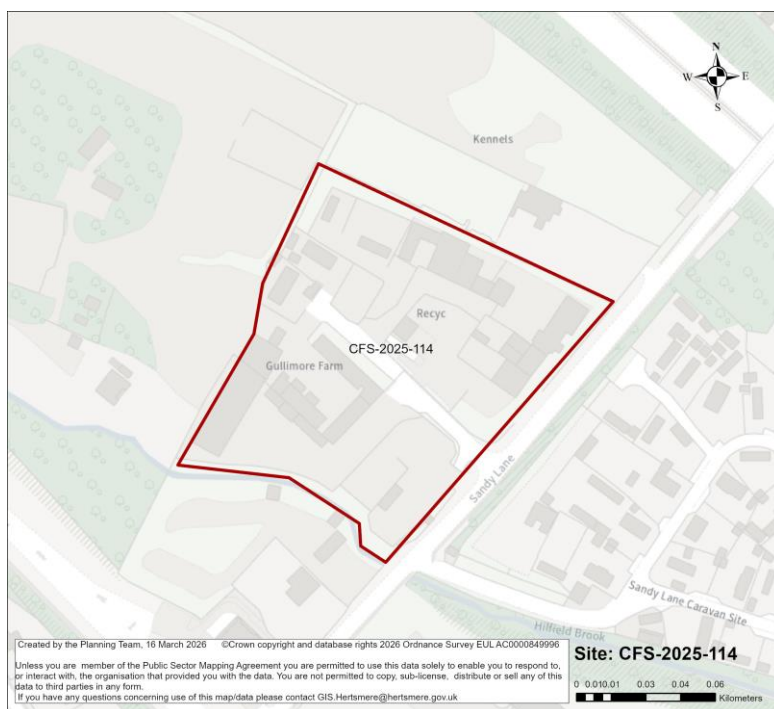 N
W E
S
Kennels
Recyc
CFS-2025-114
Gullimore Farm
Sandy Lane
Sandy Lane Caravan Site
Hilfield Brook
Created by the Planning Team, 16 March 2026 ©Crown copyright and database rights 2026 Ordnance Survey EUL AC0000849996
Unless you are member of the Public Sector Mapping Agreement you are permitted to use this data solely to enable you to respond to,
or interact with, the organisation that provided you with the data. You are not permitted to copy, sub-license, distribute or sell any of this
data to third parties in any form.
If you have any questions concerning use of this map/data please contact GIS.Hertsmere@hertsmere.gov.uk
Site: CFS-2025-114
0 0.010.01 0.03 0.04 0.06
Kilometers